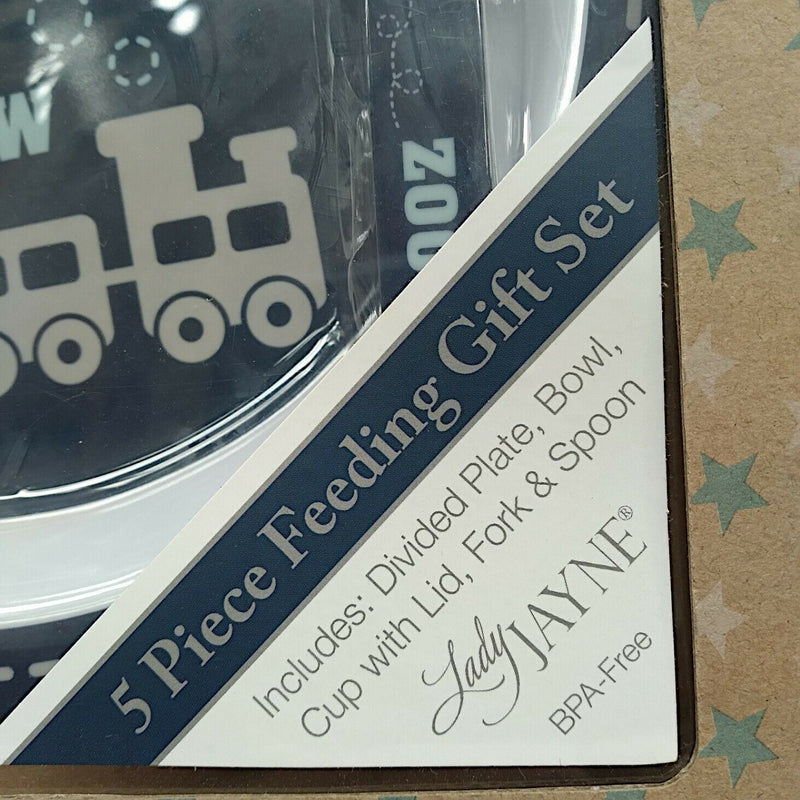 ZOO
5 Piece Feeding Gift Set
Includes: Divided Plate, Bowl,
Cup with Lid, Fork & Spoon
Lady JAYNE®
BPA-Free